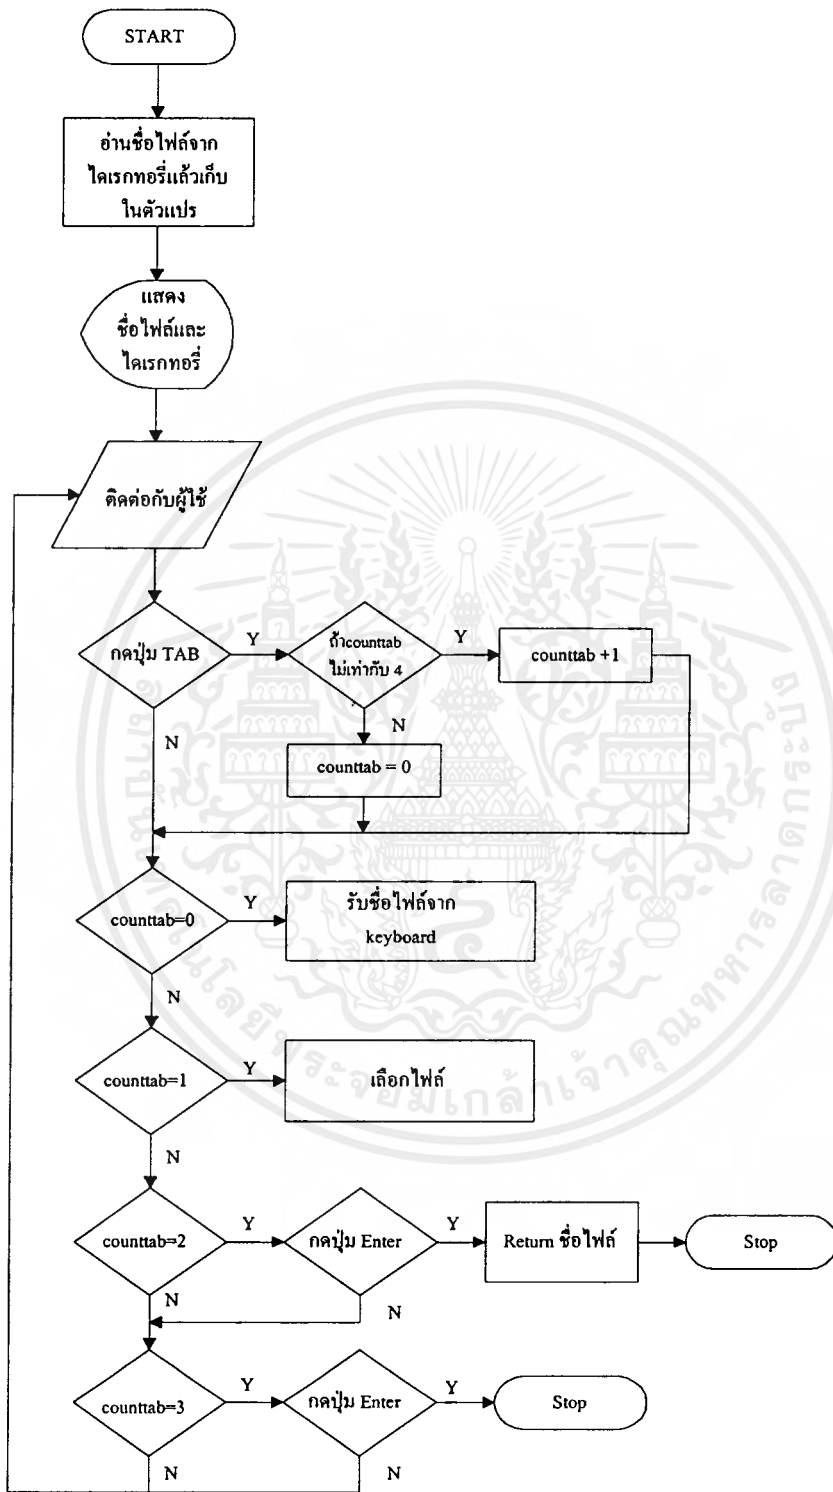 START
อ่านชื่อไฟล์จาก
ไดเรกทอรี่แล้วเก็บ
ในตัวแปร
แสดง
ชื่อไฟล์และ
ไดเรกทอรี่
ติดต่อกับผู้ใช้
กดปุ่ม TAB
Y
ถ้าcounttab
ไม่เท่ากับ 4
Y
counttab +1
N
N
counttab = 0
counttab=0
Y
รับชื่อไฟล์จาก
keyboard
N
counttab=1
Y
เลือกไฟล์
N
counttab=2
Y
กดปุ่ม Enter
Y
Return ชื่อไฟล์
Stop
N
N
counttab=3
Y
กดปุ่ม Enter
Y
Stop
N
N